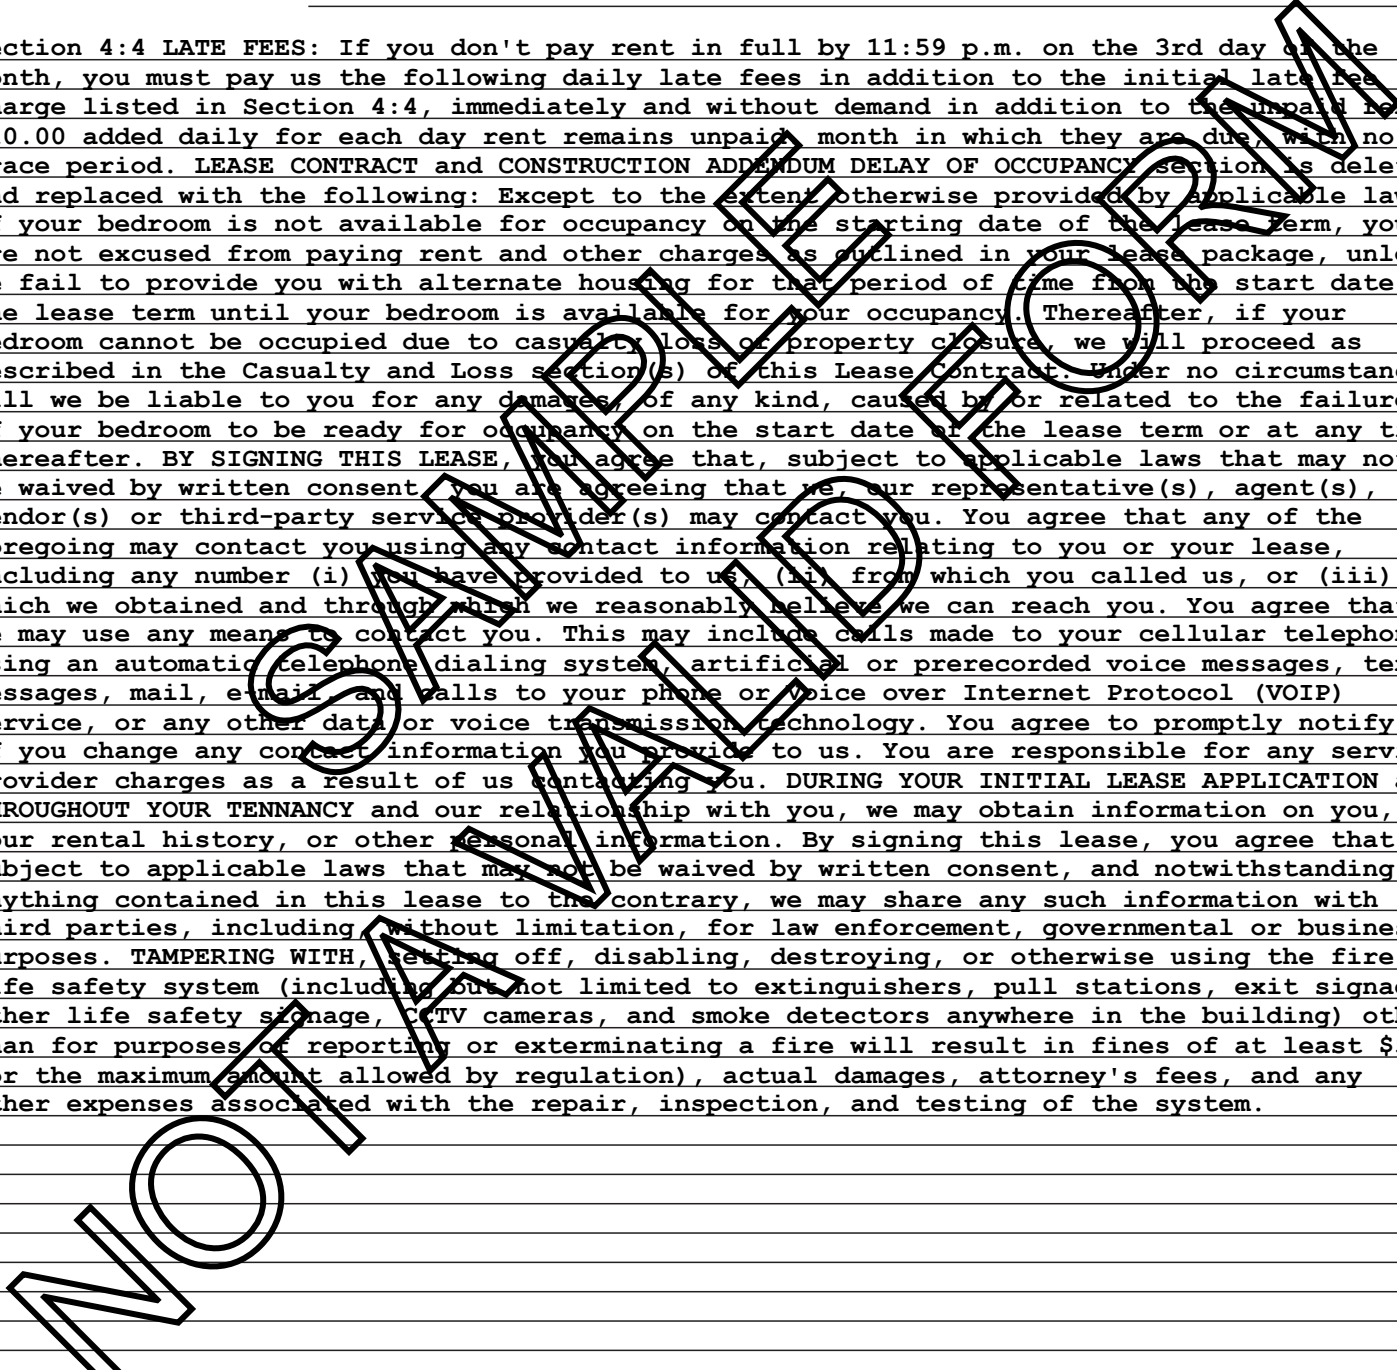 ction 4:4 LATE FEES: If you don't pay rent in full by 11:59 p.m. on the 3rd day of the
nth, you must pay us the following daily late fees in addition to the initial late fee
arge listed in Section 4:4, immediately and without demand in addition to the unpaid re
0.00 added daily for each day rent remains unpaid, month in which they are due, with no
ace period. LEASE CONTRACT and CONSTRUCTION ADDENDUM DELAY OF OCCUPANCY section is dele
d replaced with the following: Except to the extent otherwise provided by applicable la
f your bedroom is not available for occupancy on the starting date of the lease term, yo
re not excused from paying rent and other charges as outlined in your lease package, unl
e fail to provide you with alternate housing for that period of time from the start date
he lease term until your bedroom is available for your occupancy. Thereafter, if your
edroom cannot be occupied due to casualty loss or property closure, we will proceed as
escribed in the Casualty and Loss section(s) of this Lease Contract. Under no circumstan
ill we be liable to you for any damages, of any kind, caused by or related to the failure
f your bedroom to be ready for occupancy on the start date of the lease term or at any ti
hereafter. BY SIGNING THIS LEASE, you agree that, subject to applicable laws that may no
e waived by written consent, you are agreeing that we, our representative(s), agent(s),
endor(s) or third-party service provider(s) may contact you. You agree that any of the
oregoing may contact you using any contact information relating to you or your lease,
ncluding any number (i) you have provided to us, (ii) from which you called us, or (iii)
hich we obtained and through which we reasonably believe we can reach you. You agree tha
e may use any means to contact you. This may include calls made to your cellular telepho
sing an automatic telephone dialing system, artificial or prerecorded voice messages, te
essages, mail, e-mail, and calls to your phone or Voice over Internet Protocol (VOIP)
ervice, or any other data or voice transmission technology. You agree to promptly notify
f you change any contact information you provide to us. You are responsible for any serv
rovider charges as a result of us contacting you. DURING YOUR INITIAL LEASE APPLICATION a
HROUGHOUT YOUR TENNANCY and our relationship with you, we may obtain information on you,
our rental history, or other personal information. By signing this lease, you agree that
ubject to applicable laws that may not be waived by written consent, and notwithstanding
nything contained in this lease to the contrary, we may share any such information with
hird parties, including, without limitation, for law enforcement, governmental or busine
urposes. TAMPERING WITH, setting off, disabling, destroying, or otherwise using the fire
ife safety system (including but not limited to extinguishers, pull stations, exit signa
ther life safety signage, CCTV cameras, and smoke detectors anywhere in the building) oth
han for purposes of reporting or exterminating a fire will result in fines of at least $
or the maximum amount allowed by regulation), actual damages, attorney's fees, and any
ther expenses associated with the repair, inspection, and testing of the system.
SAMPLE
NOT A VALID FORM